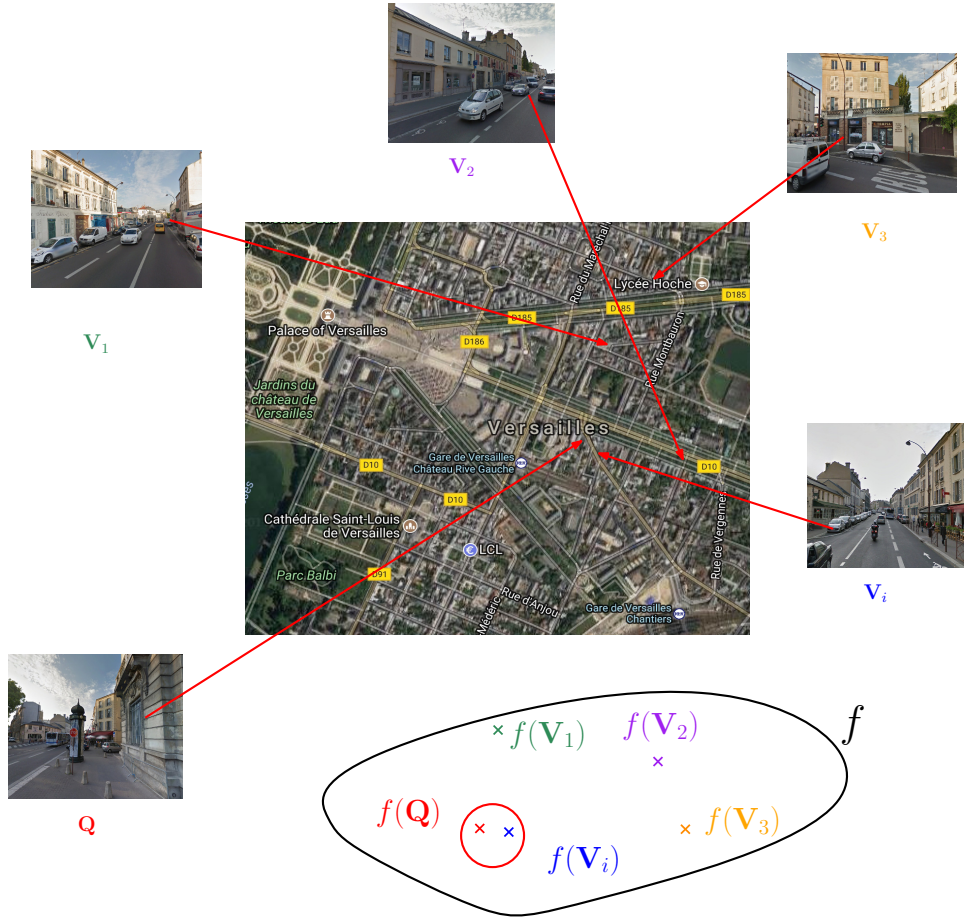 V₂
V₃
V₁
Rue du Maréchal
Lycée Hoche
D185
D185
D185
Palace of Versailles
D186
Rue Montbauron
Jardins du
château de
Versailles
Versailles
Gare de Versailles
Château Rive Gauche
D10
D10
D10
Cathédrale Saint-Louis
de Versailles
LCL
Rue de Vergennes
Parc Balbi
D91
Rue d'Anjou
Médéric
Gare de Versailles
Chantiers
Vᵢ
Q
f
f(V₁)
f(V₂)
f(Q)
f(V₃)
f(Vᵢ)